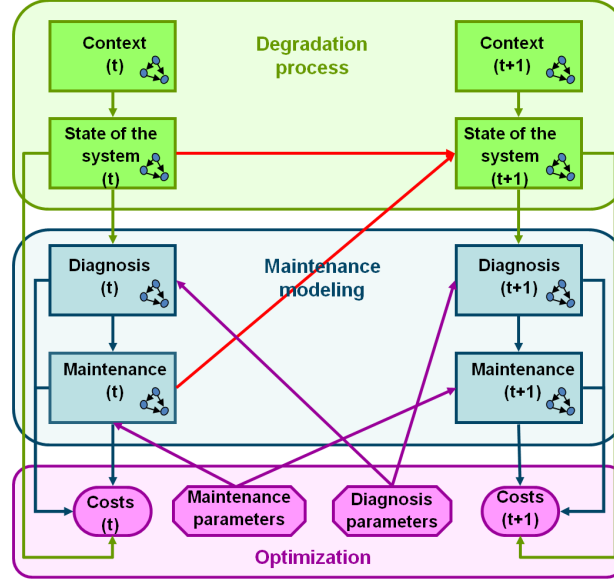 Context
(t)
Degradation
process
Context
(t+1)
State of the
system
(t)
State of the
system
(t+1)
Diagnosis
(t)
Maintenance
modeling
Diagnosis
(t+1)
Maintenance
(t)
Maintenance
(t+1)
Costs
(t)
Maintenance
parameters
Diagnosis
parameters
Costs
(t+1)
Optimization